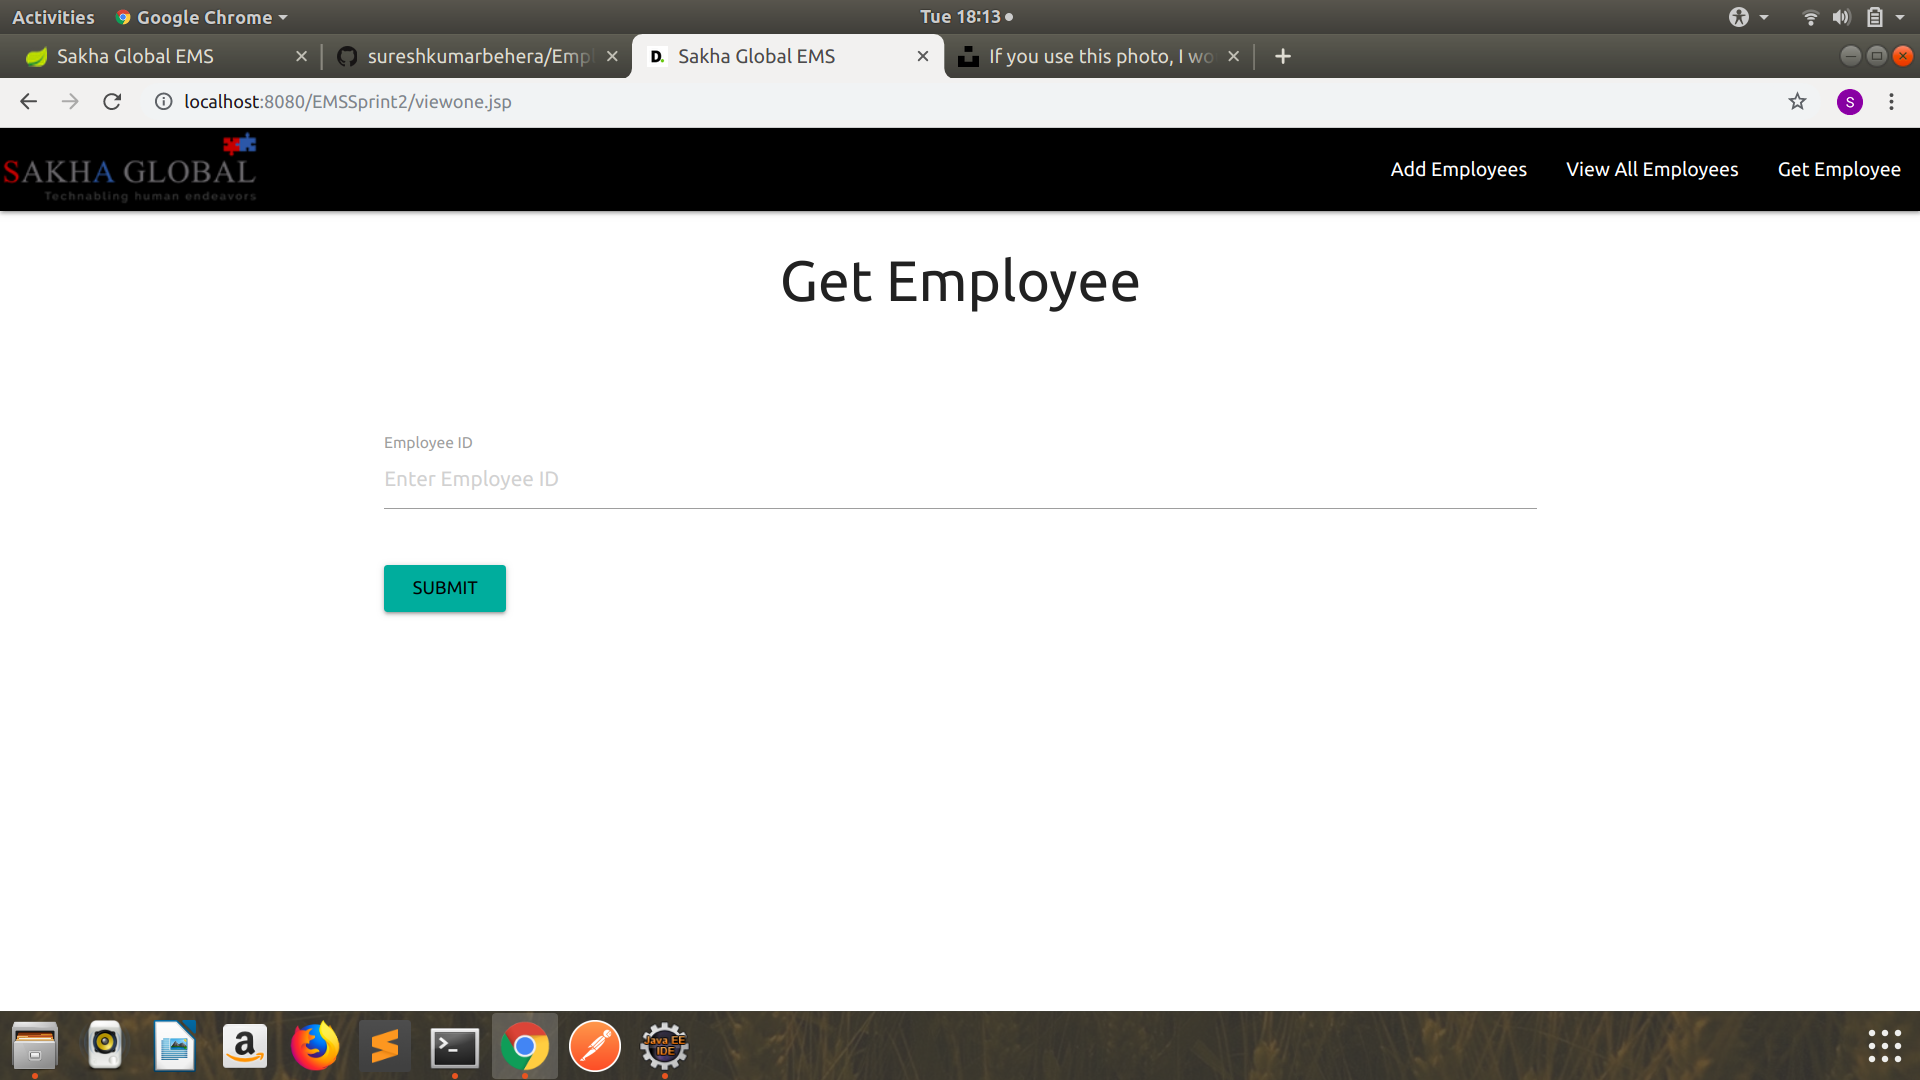 Activities Google Chrome Tue 18:13
Sakha Global EMS sureshkumarbehera/Empl Sakha Global EMS If you use this photo, I wo
localhost:8080/EMSSprint2/viewone.jsp S
SAKHA GLOBAL
Technabling human endeavors
Add Employees View All Employees Get Employee
Get Employee
Employee ID
Enter Employee ID
SUBMIT
Java EE
IDE